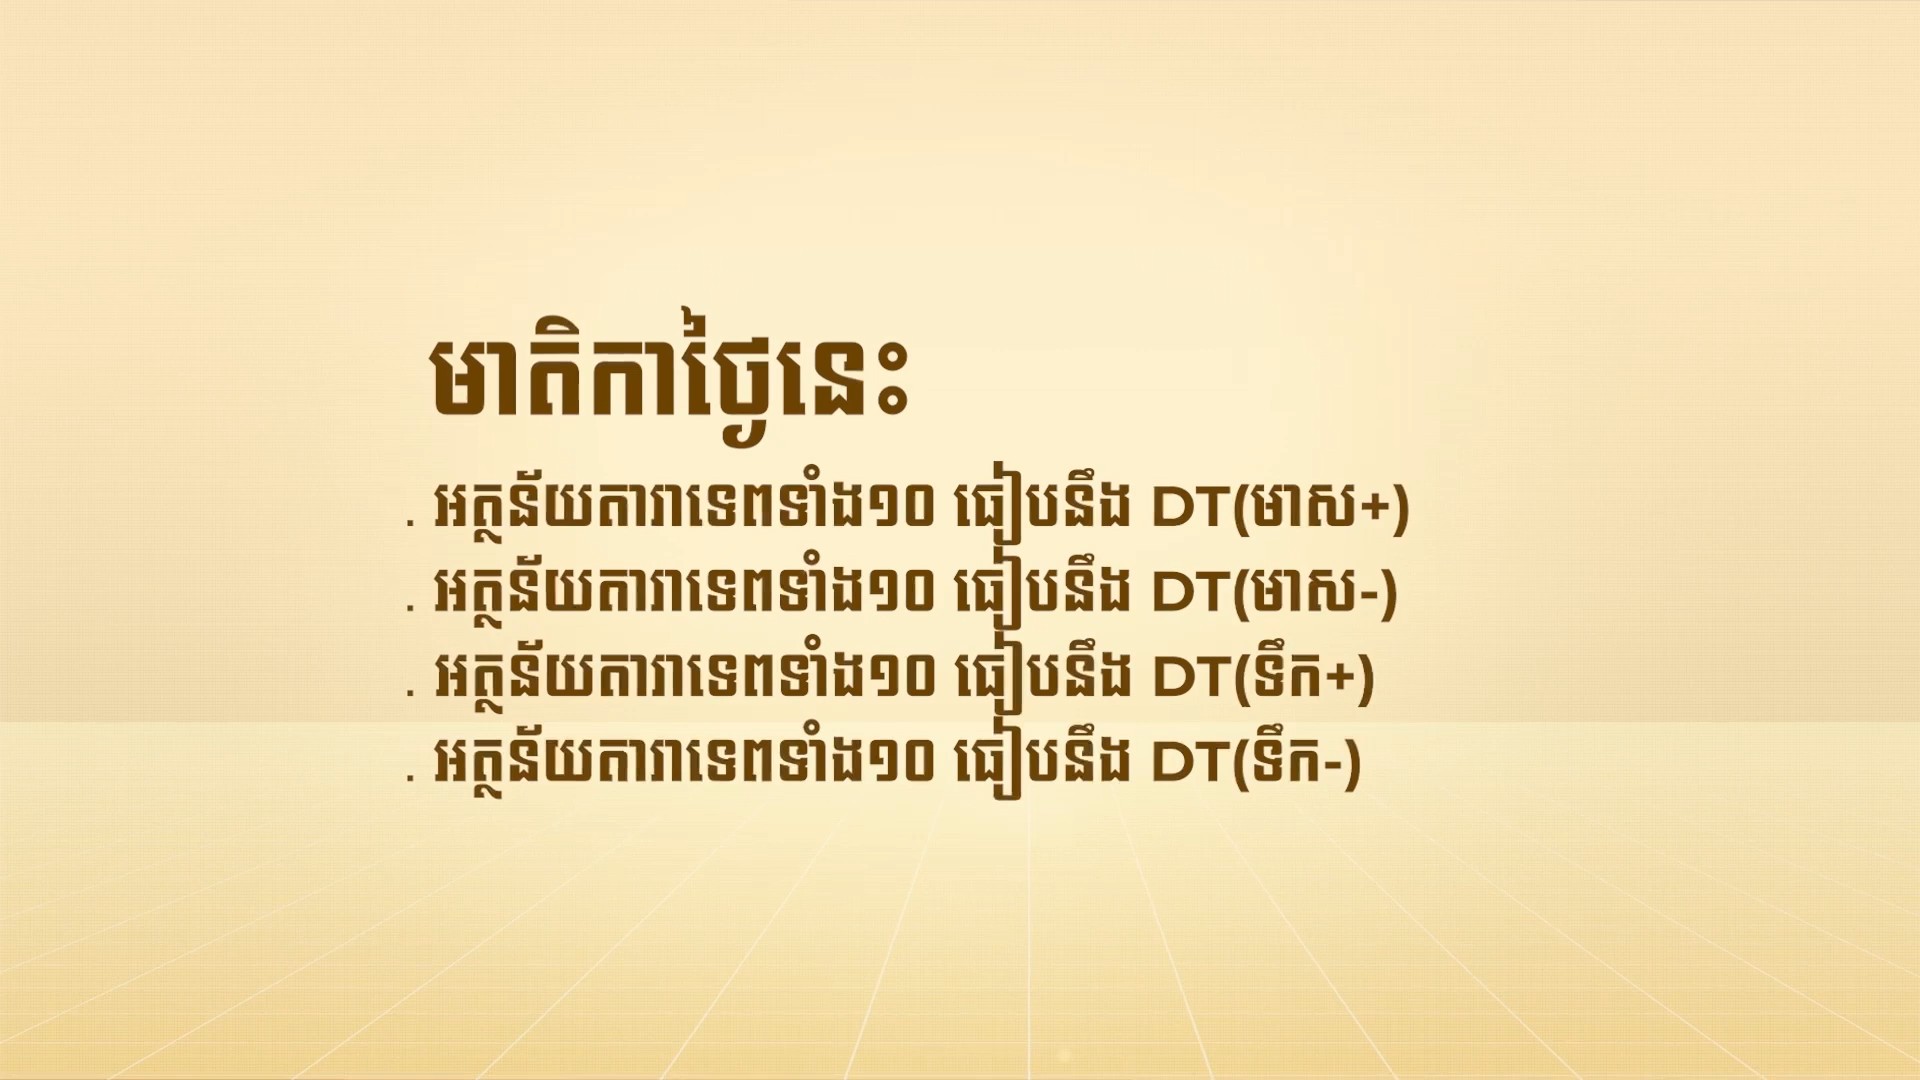 មាតិកាថ្ងៃនេះ
. អត្ថន័យតារាទេពទាំង១០ ធៀបនឹង DT(មាស+)
. អត្ថន័យតារាទេពទាំង១០ ធៀបនឹង DT(មាស-)
. អត្ថន័យតារាទេពទាំង១០ ធៀបនឹង DT(ទឹក+)
. អត្ថន័យតារាទេពទាំង១០ ធៀបនឹង DT(ទឹក-)